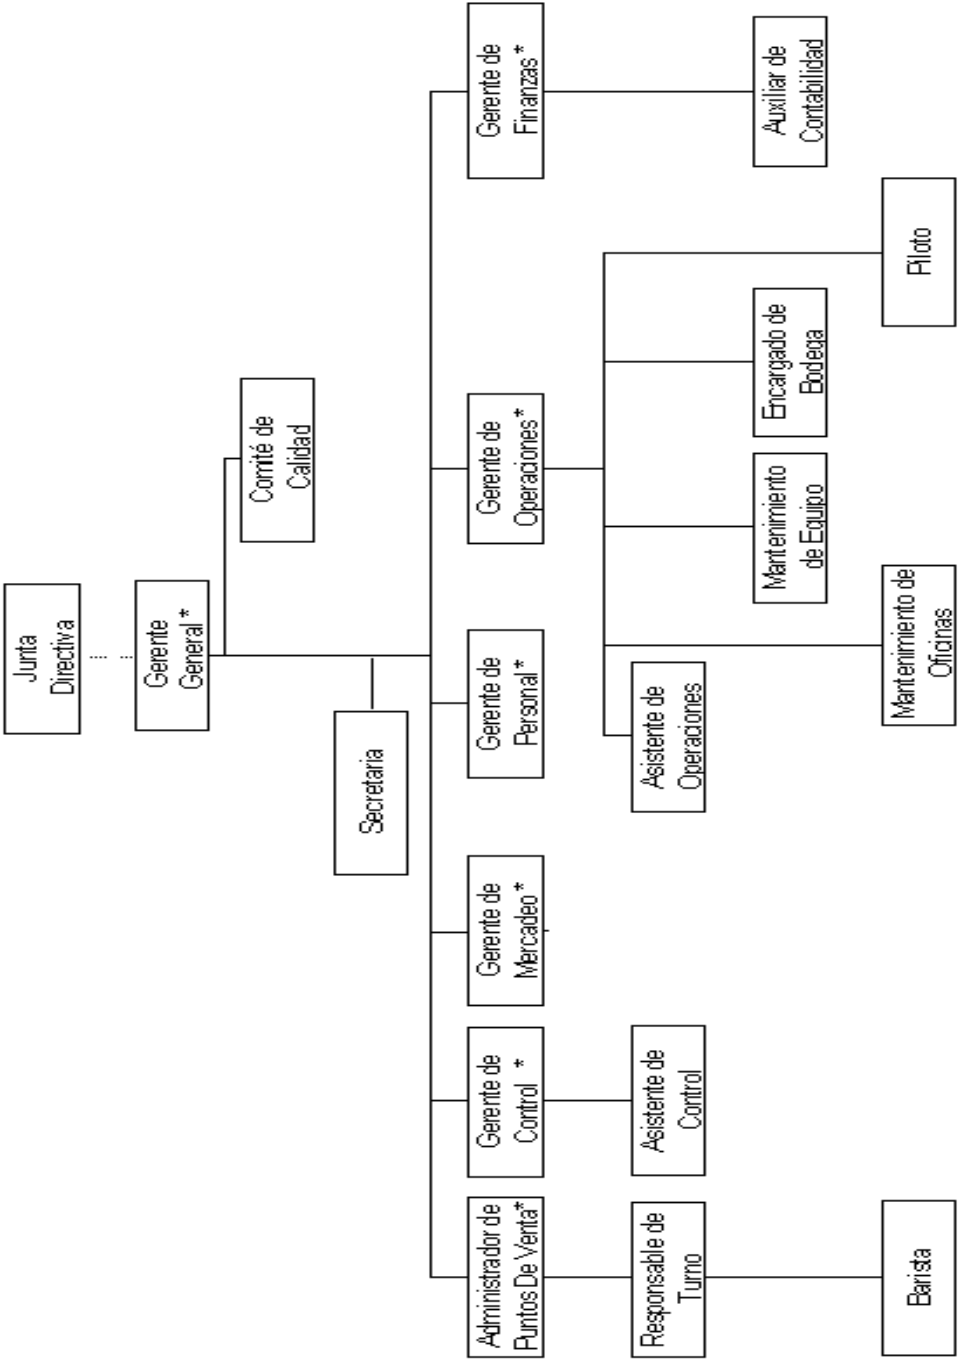 Junta
Directiva
Gerente
General *
Comité de
Calidad
Secretaria
Administrador de
Puntos De Venta*
Gerente de
Control *
Gerente de
Mercadeo *
Gerente de
Personal *
Gerente de
Operaciones *
Gerente de
Finanzas *
Responsable de
Turno
Asistente de
Control
Asistente de
Operaciones
Mantenimiento
de Equipo
Encargado de
Bodega
Auxiliar de
Contabilidad
Barista
Mantenimiento de
Oficinas
Piloto